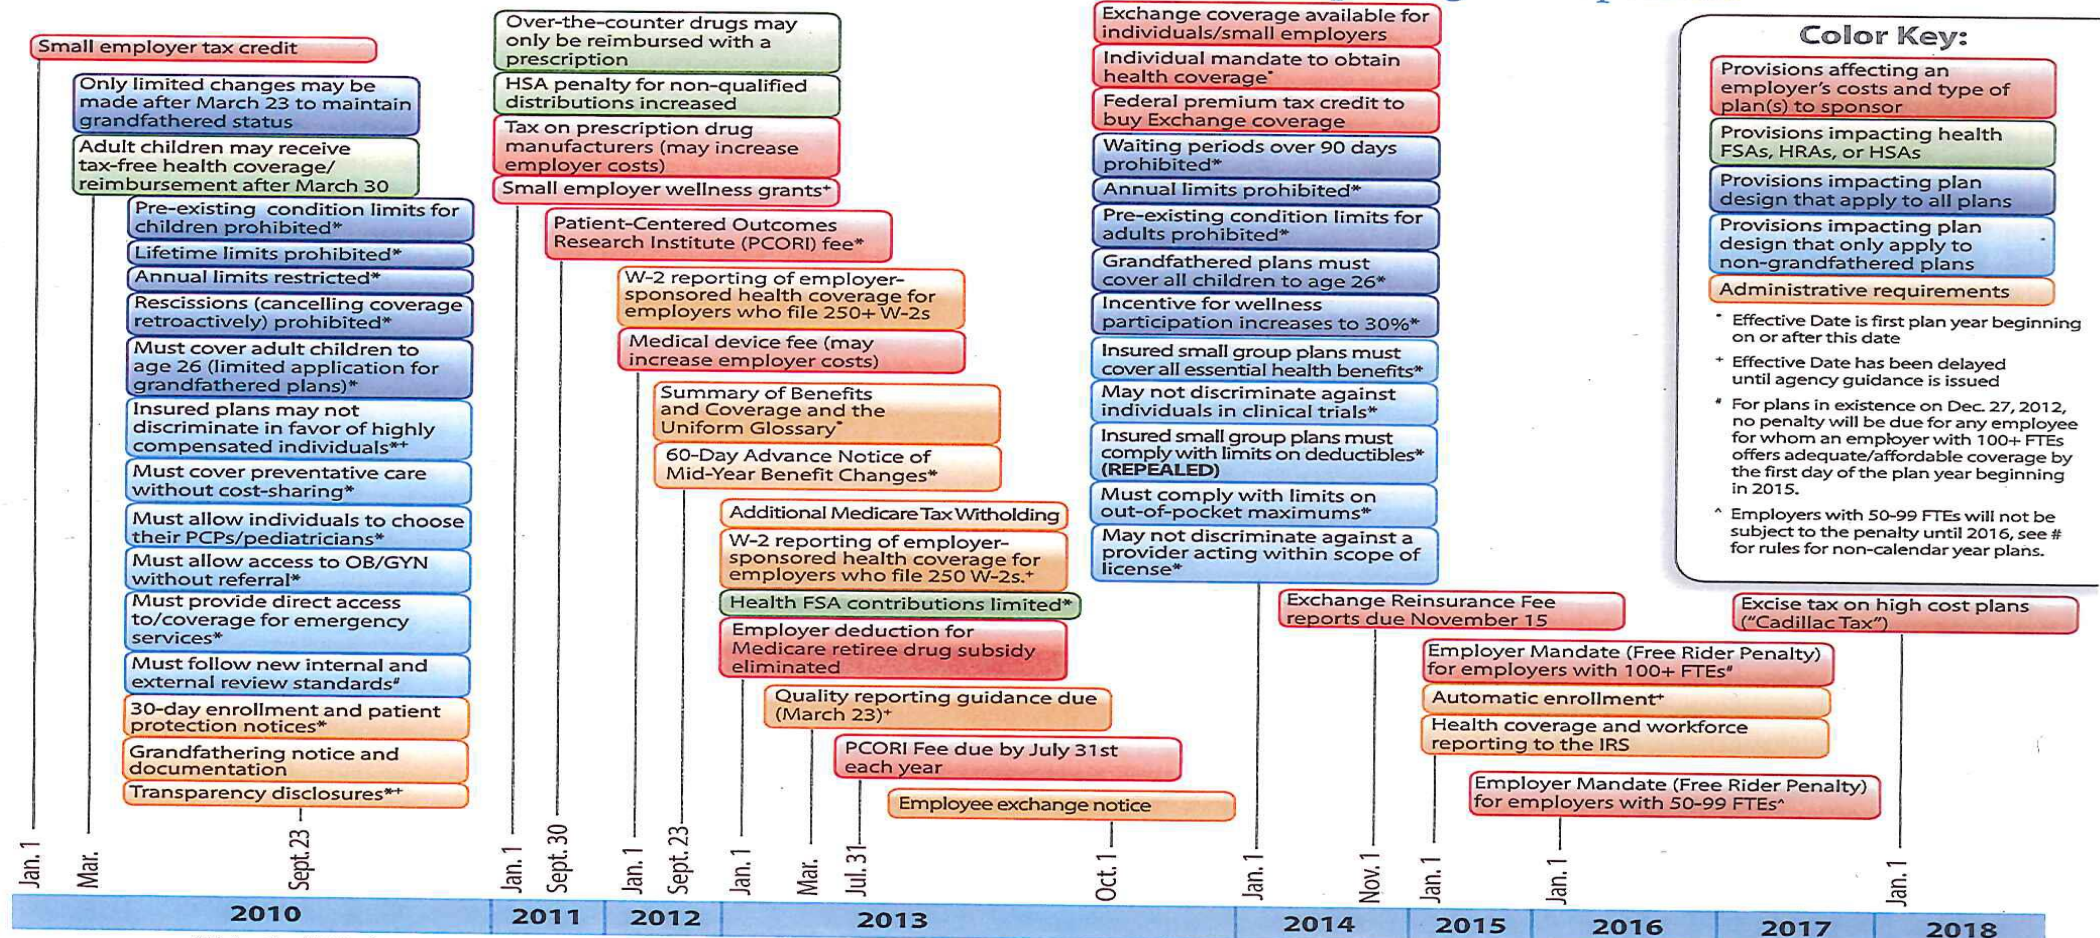 Small employer tax credit
Only limited changes may be
made after March 23 to maintain
grandfathered status
Adult children may receive
tax-free health coverage/
reimbursement after March 30
Pre-existing condition limits for
children prohibited*
Lifetime limits prohibited*
Annual limits restricted*
Rescissions (cancelling coverage
retroactively) prohibited*
Must cover adult children to
age 26 (limited application for
grandfathered plans)*
Insured plans may not
discriminate in favor of highly
compensated individuals*+
Must cover preventative care
without cost-sharing*
Must allow individuals to choose
their PCPs/pediatricians*
Must allow access to OB/GYN
without referral*
Must provide direct access
to/coverage for emergency
services*
Must follow new internal and
external review standards#
30-day enrollment and patient
protection notices*
Grandfathering notice and
documentation
Transparency disclosures*+
Over-the-counter drugs may
only be reimbursed with a
prescription
HSA penalty for non-qualified
distributions increased
Tax on prescription drug
manufacturers (may increase
employer costs)
Small employer wellness grants+
Patient-Centered Outcomes
Research Institute (PCORI) fee*
W-2 reporting of employer-
sponsored health coverage for
employers who file 250+ W-2s
Medical device fee (may
increase employer costs)
Summary of Benefits
and Coverage and the
Uniform Glossary*
60-Day Advance Notice of
Mid-Year Benefit Changes*
Additional Medicare Tax Witholding
W-2 reporting of employer-
sponsored health coverage for
employers who file 250 W-2s.+
Health FSA contributions limited*
Employer deduction for
Medicare retiree drug subsidy
eliminated
Quality reporting guidance due
(March 23)+
PCORI Fee due by July 31st
each year
Employee exchange notice
Exchange coverage available for
individuals/small employers
Individual mandate to obtain
health coverage*
Federal premium tax credit to
buy Exchange coverage
Waiting periods over 90 days
prohibited*
Annual limits prohibited*
Pre-existing condition limits for
adults prohibited*
Grandfathered plans must
cover all children to age 26*
Incentive for wellness
participation increases to 30%*
Insured small group plans must
cover all essential health benefits*
May not discriminate against
individuals in clinical trials*
Insured small group plans must
comply with limits on deductibles*
(REPEALED)
Must comply with limits on
out-of-pocket maximums*
May not discriminate against a
provider acting within scope of
license*
Exchange Reinsurance Fee
reports due November 15
Employer Mandate (Free Rider Penalty)
for employers with 100+ FTEs#
Automatic enrollment+
Health coverage and workforce
reporting to the IRS
Employer Mandate (Free Rider Penalty)
for employers with 50-99 FTEs^
Excise tax on high cost plans
("Cadillac Tax")
Color Key:
Provisions affecting an
employer's costs and type of
plan(s) to sponsor
Provisions impacting health
FSAs, HRAs, or HSAs
Provisions impacting plan
design that apply to all plans
Provisions impacting plan
design that only apply to
non-grandfathered plans
Administrative requirements
* Effective Date is first plan year beginning
on or after this date
+ Effective Date has been delayed
until agency guidance is issued
# For plans in existence on Dec. 27, 2012,
no penalty will be due for any employee
for whom an employer with 100+ FTEs
offers adequate/affordable coverage by
the first day of the plan year beginning
in 2015.
^ Employers with 50-99 FTEs will not be
subject to the penalty until 2016, see #
for rules for non-calendar year plans.
Jan. 1
Mar.
Sept. 23
Jan. 1
Sept. 30
Jan. 1
Sept. 23
Jan. 1
Mar.
Jul. 31
Oct. 1
Jan. 1
Nov. 1
Jan. 1
Jan. 1
Jan. 1
2010
2011
2012
2013
2014
2015
2016
2017
2018